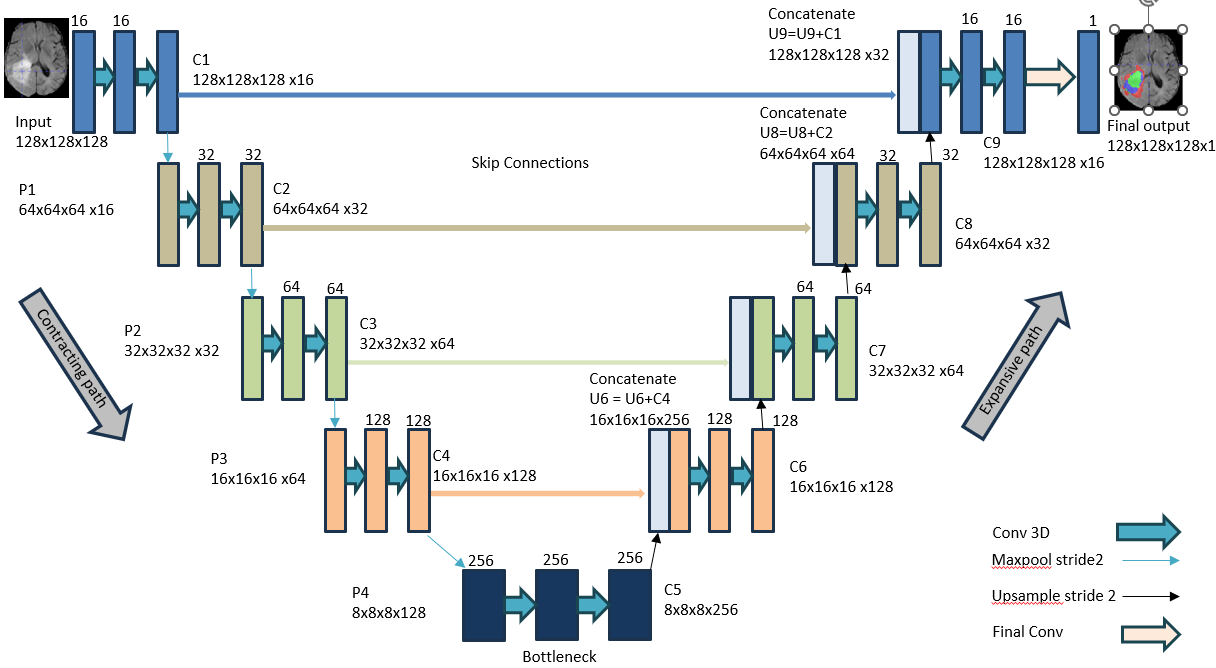 16
16
C1
128x128x128 x16
Input
128x128x128
Concatenate
U9=U9+C1
128x128x128 x32
16
16
1
Final output
128x128x128x1
C9
128x128x128 x16
Skip Connections
P1
64x64x64 x16
32
32
C2
64x64x64 x32
Concatenate
U8=U8+C2
64x64x64 x64
32
32
C8
64x64x64 x32
Contracting path
P2
32x32x32 x32
64
64
C3
32x32x32 x64
64
64
C7
32x32x32 x64
Expansive path
P3
16x16x16 x64
128
128
C4
16x16x16 x128
Concatenate
U6 = U6+C4
16x16x16x256
128
128
C6
16x16x16 x128
P4
8x8x8x128
256
256
256
C5
8x8x8x256
Bottleneck
Conv 3D
Maxpool stride2
Upsample stride 2
Final Conv